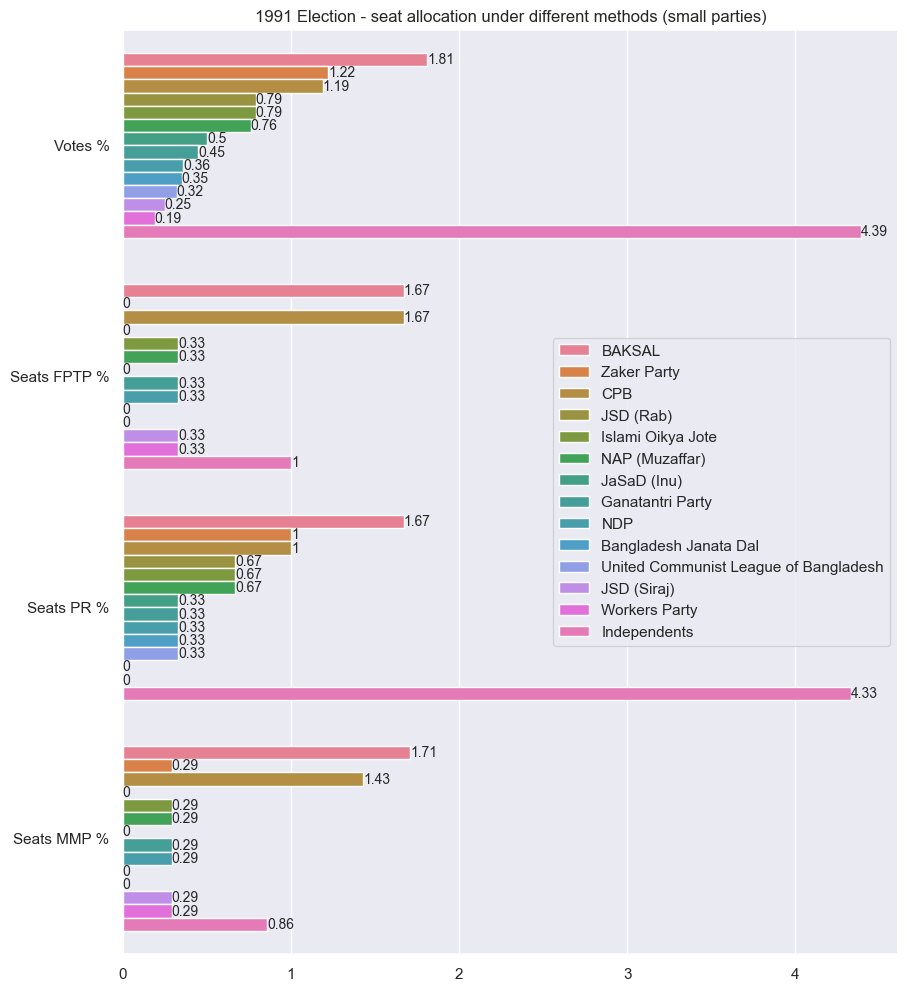 1991 Election - seat allocation under different methods (small parties)
Votes %
1.81
1.22
1.19
0.79
0.79
0.76
0.5
0.45
0.36
0.35
0.32
0.25
0.19
4.39
Seats FPTP %
1.67
0
1.67
0
0.33
0.33
0
0.33
0.33
0
0
0.33
0.33
1
BAKSAL
Zaker Party
CPB
JSD (Rab)
Islami Oikya Jote
NAP (Muzaffar)
JaSaD (Inu)
Ganatantri Party
NDP
Bangladesh Janata Dal
United Communist League of Bangladesh
JSD (Siraj)
Workers Party
Independents
Seats PR %
1.67
1
1
0.67
0.67
0.67
0.33
0.33
0.33
0.33
0.33
0
0
4.33
Seats MMP %
1.71
0.29
1.43
0
0.29
0.29
0
0.29
0.29
0
0
0.29
0.29
0.86
0 1 2 3 4